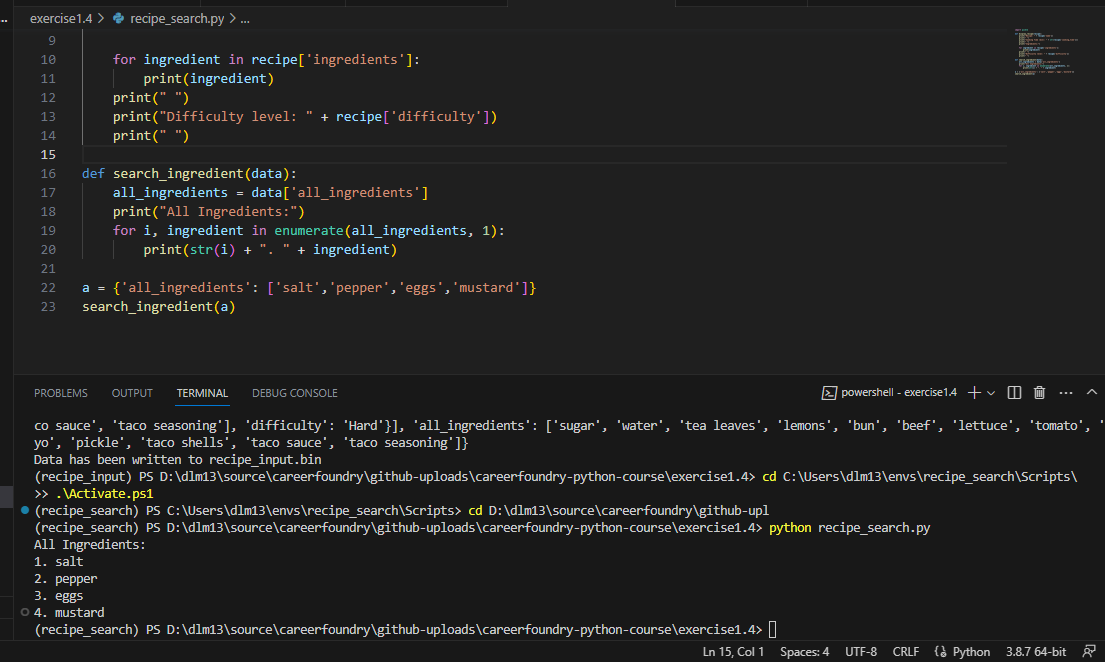 exercise1.4 > recipe_search.py > ...
9
10 for ingredient in recipe['ingredients']:
11 print(ingredient)
12 print(" ")
13 print("Difficulty level: " + recipe['difficulty'])
14 print(" ")
15
16 def search_ingredient(data):
17 all_ingredients = data['all_ingredients']
18 print("All Ingredients:")
19 for i, ingredient in enumerate(all_ingredients, 1):
20 print(str(i) + ". " + ingredient)
21
22 a = {'all_ingredients': ['salt','pepper','eggs','mustard']}
23 search_ingredient(a)
PROBLEMS OUTPUT TERMINAL DEBUG CONSOLE powershell - exercise1.4
co sauce', 'taco seasoning'], 'difficulty': 'Hard'}], 'all_ingredients': ['sugar', 'water', 'tea leaves', 'lemons', 'bun', 'beef', 'lettuce', 'tomato', '
yo', 'pickle', 'taco shells', 'taco sauce', 'taco seasoning']}
Data has been written to recipe_input.bin
(recipe_input) PS D:\dlm13\source\careerfoundry\github-uploads\careerfoundry-python-course\exercise1.4> cd C:\Users\dlm13\envs\recipe_search\Scripts\
>> .\Activate.ps1
(recipe_search) PS C:\Users\dlm13\envs\recipe_search\Scripts> cd D:\dlm13\source\careerfoundry\github-upl
(recipe_search) PS D:\dlm13\source\careerfoundry\github-uploads\careerfoundry-python-course\exercise1.4> python recipe_search.py
All Ingredients:
1. salt
2. pepper
3. eggs
4. mustard
(recipe_search) PS D:\dlm13\source\careerfoundry\github-uploads\careerfoundry-python-course\exercise1.4>
Ln 15, Col 1 Spaces: 4 UTF-8 CRLF Python 3.8.7 64-bit